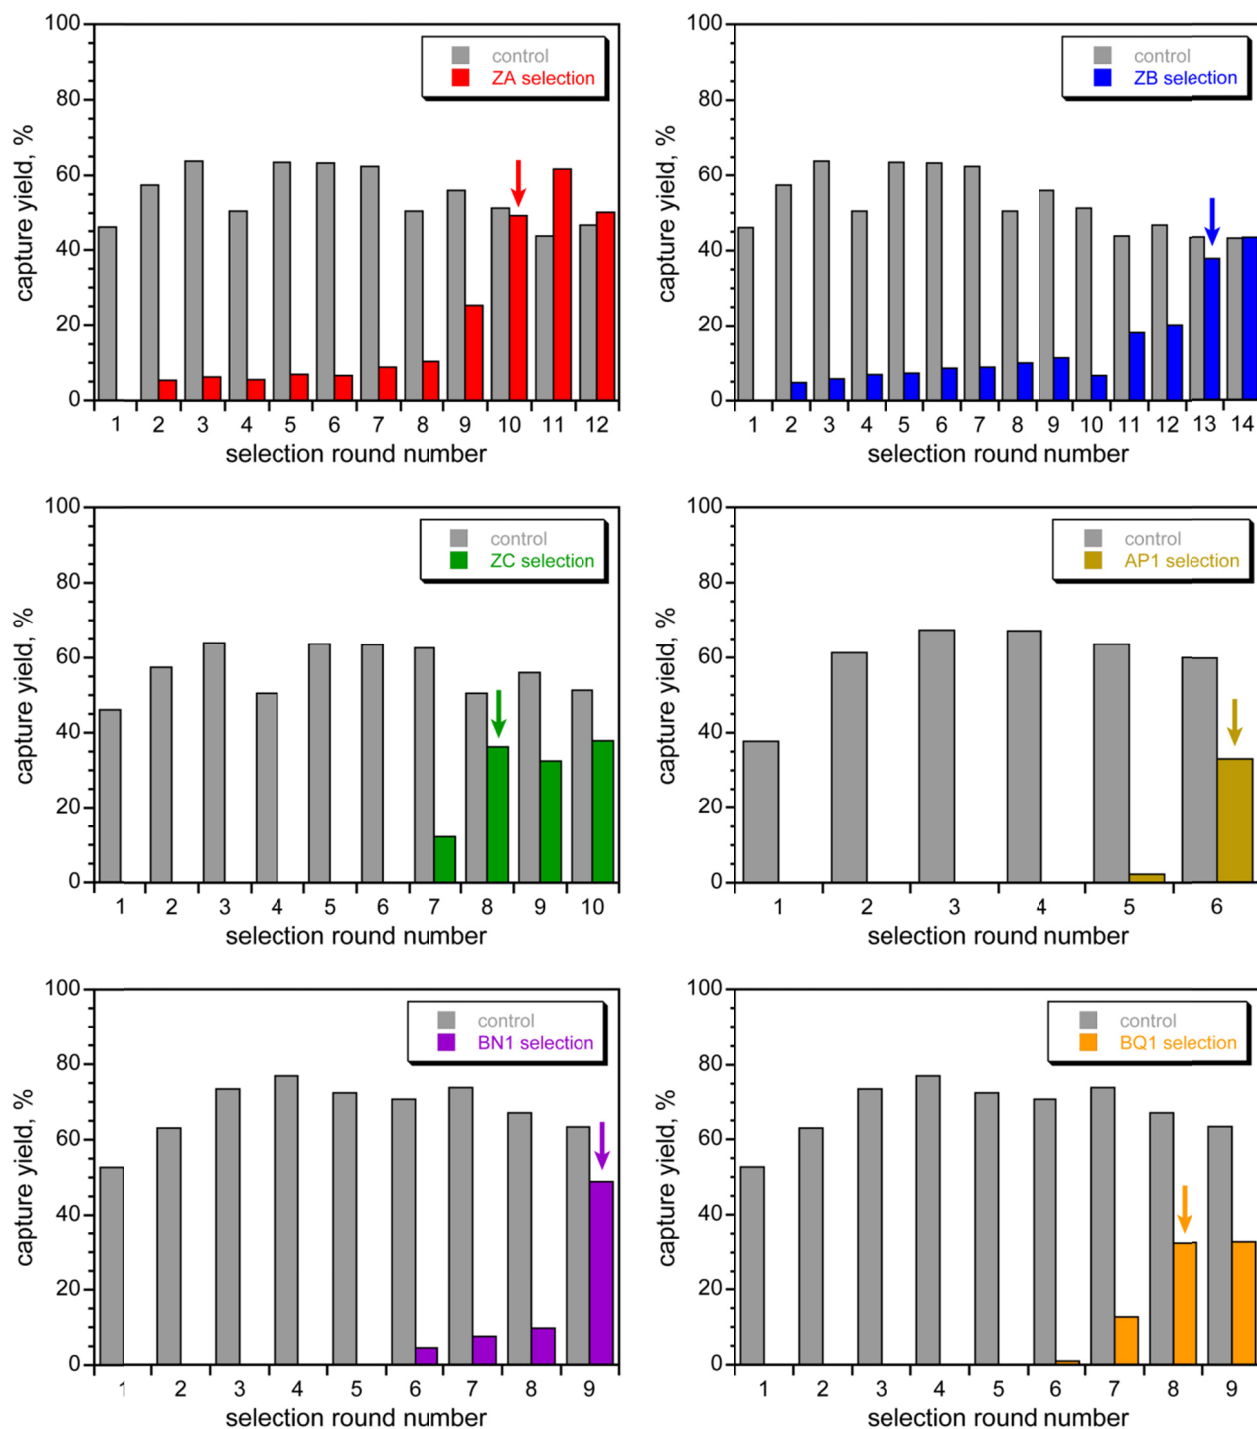 100
80
60
40
20
0
capture yield, %
control
ZA selection
1 2 3 4 5 6 7 8 9 10 11 12
selection round number
100
80
60
40
20
0
capture yield, %
control
ZB selection
1 2 3 4 5 6 7 8 9 10 11 12 13 14
selection round number
100
80
60
40
20
0
capture yield, %
control
ZC selection
1 2 3 4 5 6 7 8 9 10
selection round number
100
80
60
40
20
0
capture yield, %
control
AP1 selection
1 2 3 4 5 6
selection round number
100
80
60
40
20
0
capture yield, %
control
BN1 selection
1 2 3 4 5 6 7 8 9
selection round number
100
80
60
40
20
0
capture yield, %
control
BQ1 selection
1 2 3 4 5 6 7 8 9
selection round number